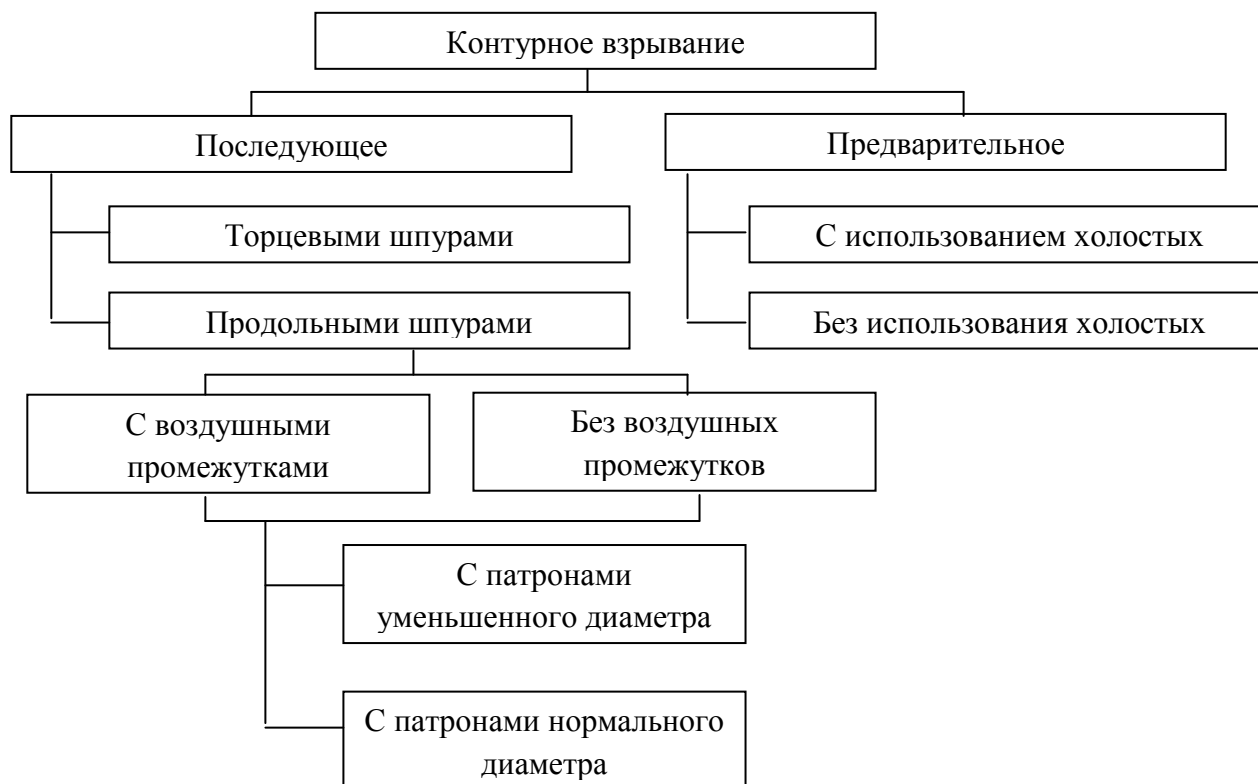 Контурное взрывание
Последующее
Предварительное
Торцевыми шпурами
С использованием холостых
Продольными шпурами
Без использования холостых
С воздушными
промежутками
Без воздушных
промежутков
С патронами
уменьшенного диаметра
С патронами нормального
диаметра